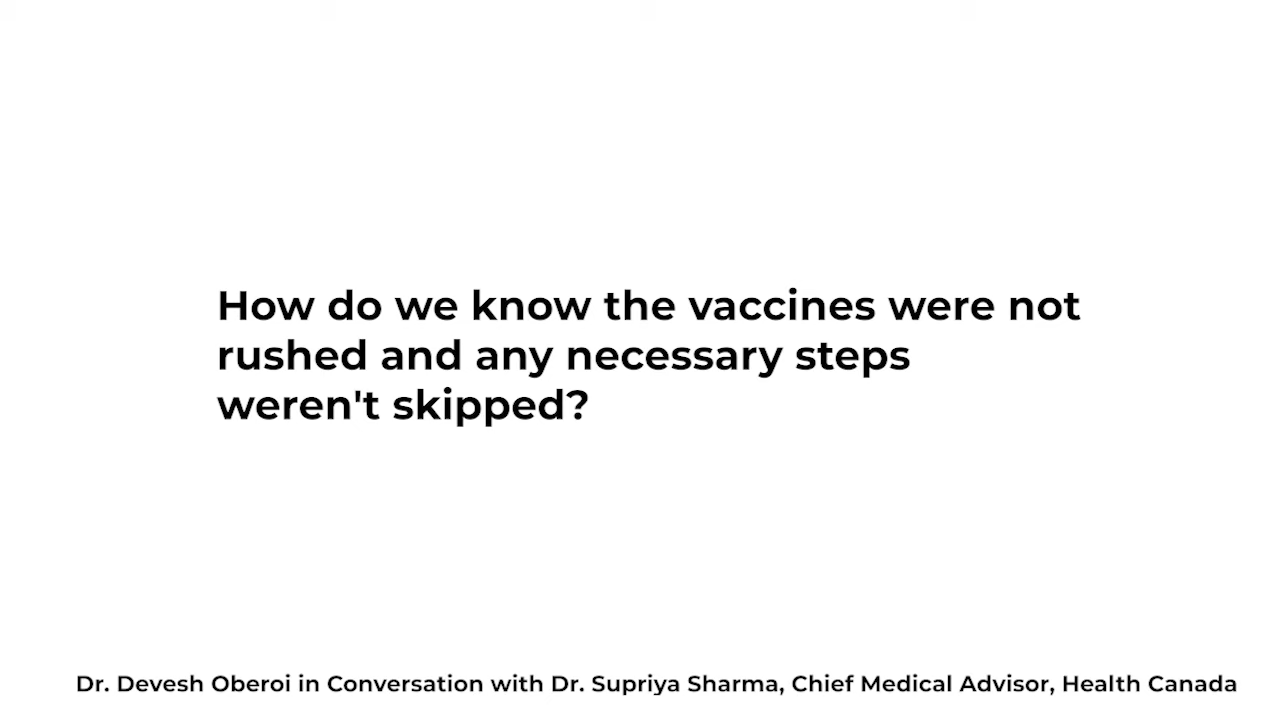 How do we know the vaccines were not
rushed and any necessary steps
weren't skipped?
Dr. Devesh Oberoi in Conversation with Dr. Supriya Sharma, Chief Medical Advisor, Health Canada